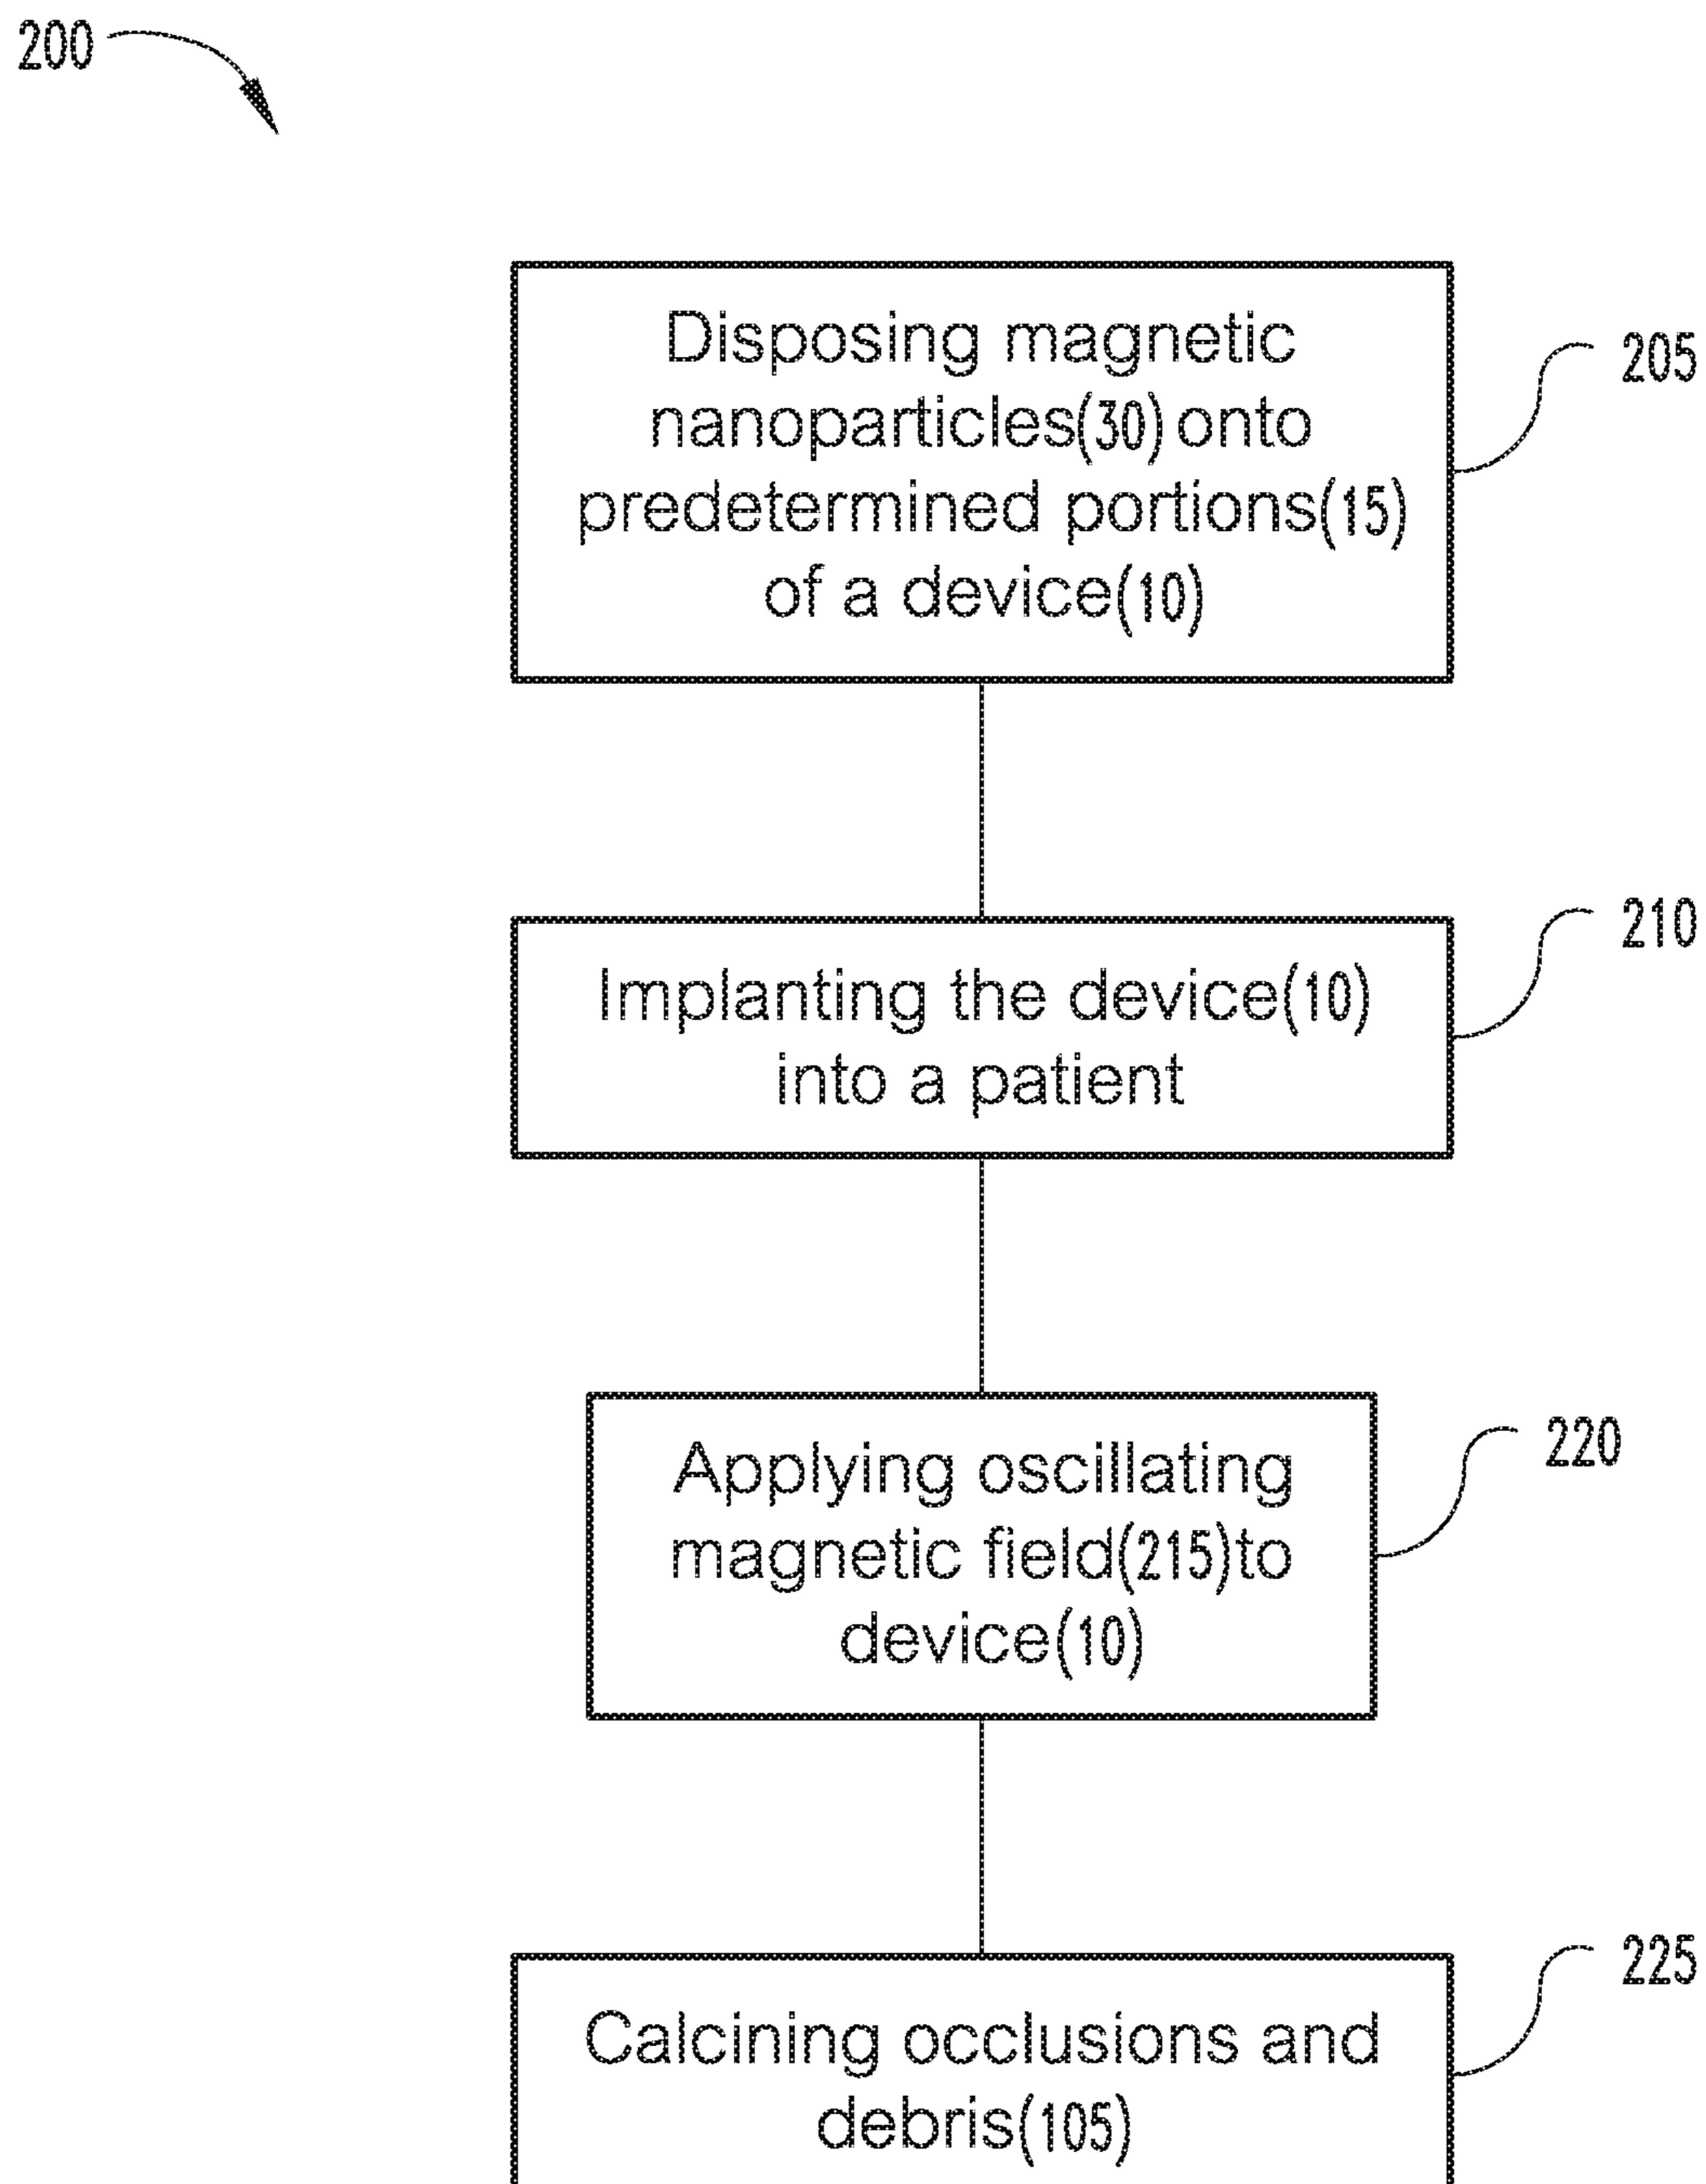 200
Disposing magnetic
nanoparticles(30) onto
predetermined portions(15)
of a device(10)
205
Implanting the device(10)
into a patient
210
Applying oscillating
magnetic field(215)to
device(10)
220
Calcining occlusions and
debris(105)
225